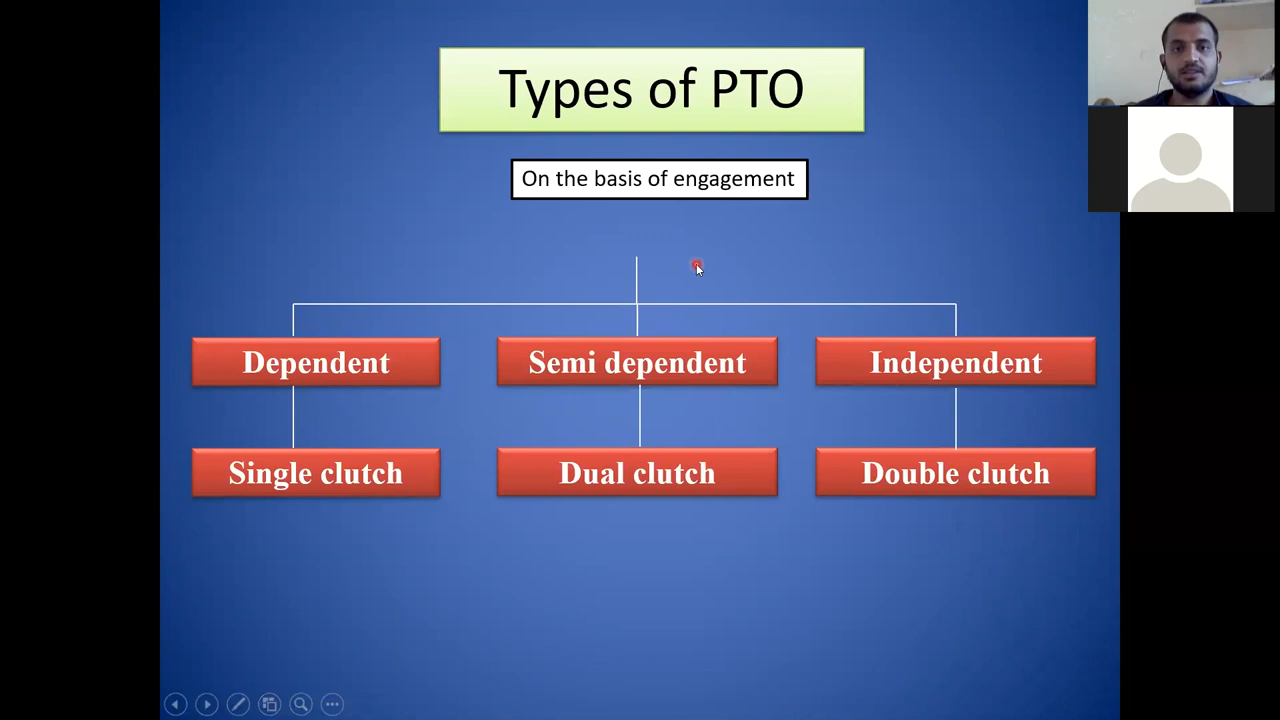 Types of PTO
On the basis of engagement
Dependent
Semi dependent
Independent
Single clutch
Dual clutch
Double clutch